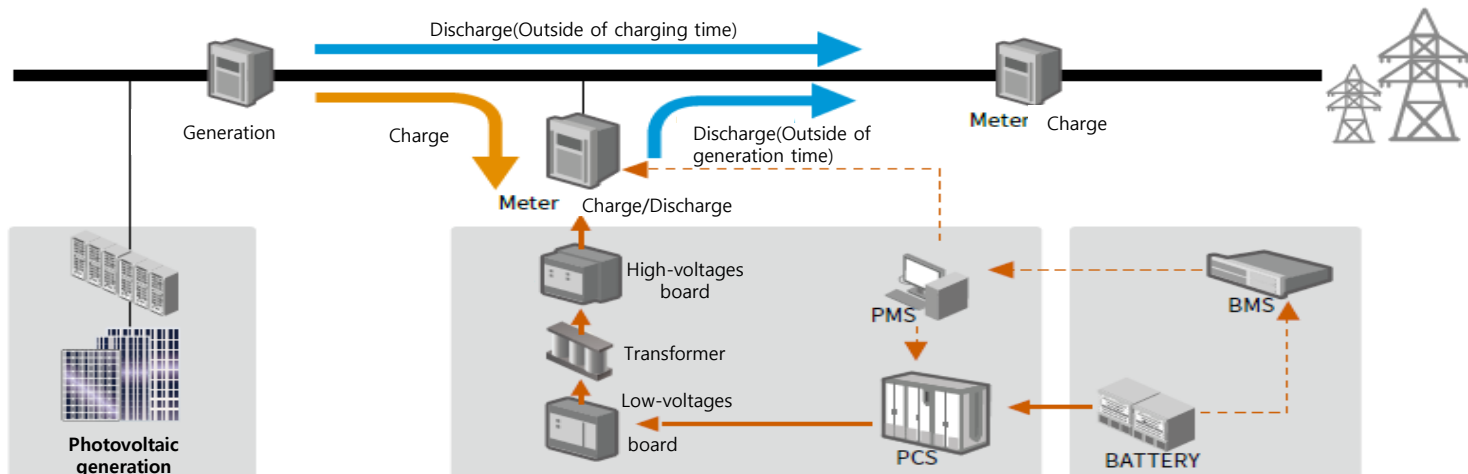 Discharge(Outside of charging time)
Generation
Charge
Discharge(Outside of
generation time)
Meter Charge
Meter Charge/Discharge
High-voltages
board
PMS
BMS
Transformer
Low-voltages
board
PCS
BATTERY
Photovoltaic
generation